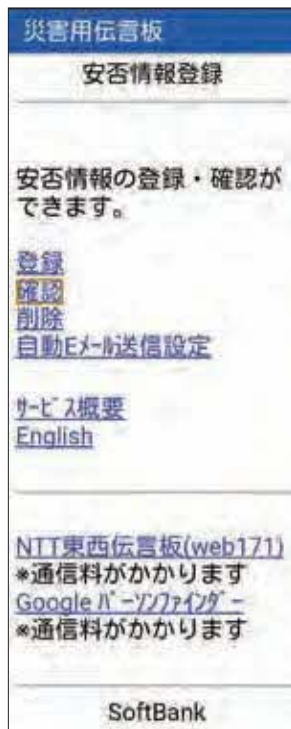 災害用伝言板
安否情報登録
安否情報の登録・確認が
できます。
登録
確認
削除
自動Eﾒｰﾙ送信設定
ｻｰﾋﾞｽ概要
English
NTT東西伝言板(web171)
*通信料がかかります
Google ﾊﾟｰｿﾝﾌｧｲﾝﾀﾞｰ
*通信料がかかります
SoftBank